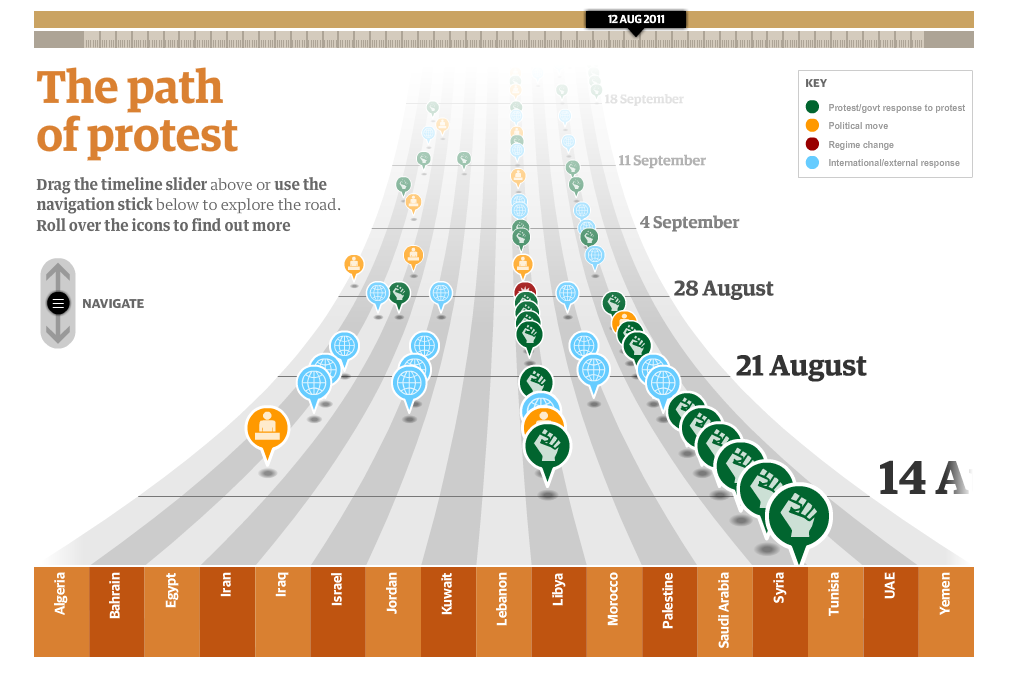 12 AUG 2011
The path
of protest
Drag the timeline slider above or use the
navigation stick below to explore the road.
Roll over the icons to find out more
NAVIGATE
KEY
Protest/govt response to protest
Political move
Regime change
International/external response
18 September
11 September
4 September
28 August
21 August
14 A
Algeria
Bahrain
Egypt
Iran
Iraq
Israel
Jordan
Kuwait
Lebanon
Libya
Morocco
Palestine
Saudi Arabia
Syria
Tunisia
UAE
Yemen